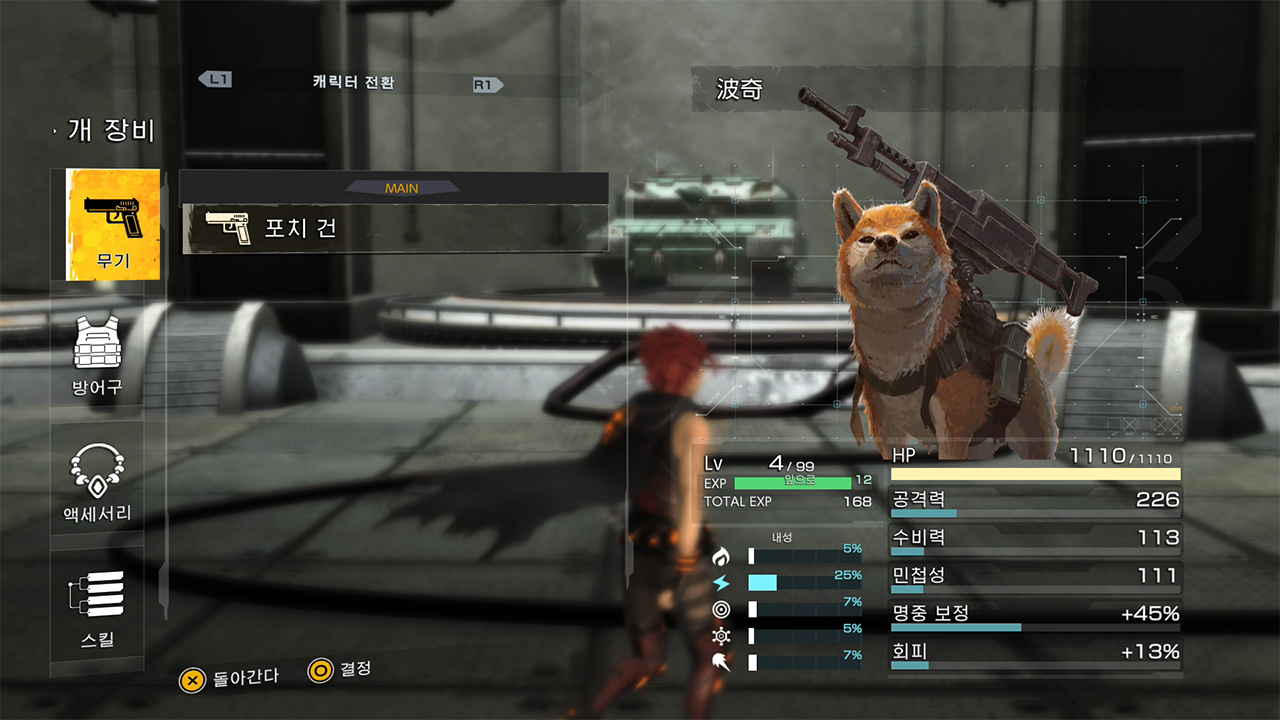 L1
캐릭터 전환
R1
波奇
개 장비
MAIN
무기
포치 건
방어구
액세서리
스킬
Lv 4/99
EXP 앞으로 12
TOTAL EXP 168
내성
5%
25%
7%
5%
7%
HP 1110/1110
공격력 226
수비력 113
민첩성 111
명중 보정 +45%
회피 +13%
돌아간다
결정